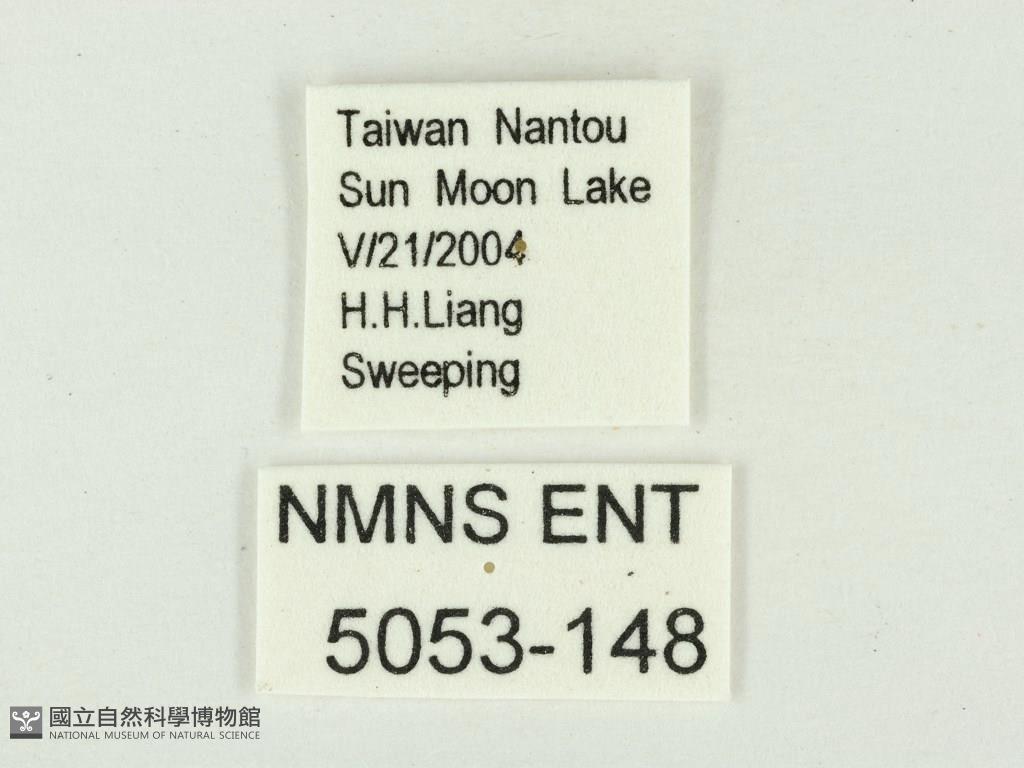 Taiwan Nantou
Sun Moon Lake
V/21/2004
H.H.Liang
Sweeping
NMNS ENT
5053-148
國立自然科學博物館
NATIONAL MUSEUM OF NATURAL SCIENCE